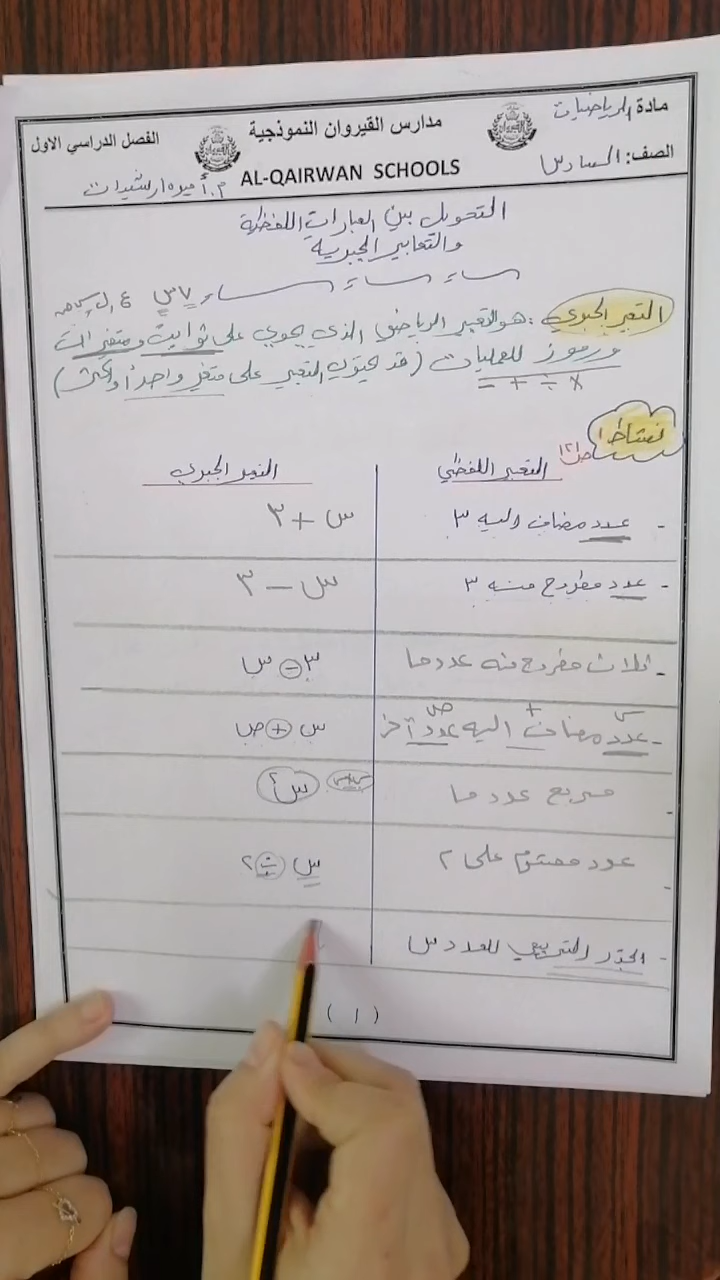 مادة الرياضيات
مدارس القيروان النموذجية
الفصل الدراسي الاول
الصف: السادس
AL-QAIRWAN SCHOOLS
م. أميره ارشيدات
التحويل بين العبارات اللفظية
والتعابير الجبرية
التعبير الجبري: هو التعبير الرياضي الذي يحوي على ثوابت ومتغيرات
ورموز للعمليات (قد يحتوي التعبير على متغير واحد أو أكثر)
= + ÷ ×
نشاط ١
ص ١٢
التعبير اللفظي
التعبير الجبري
- عدد مضاف اليه ٣
س + ٣
- عدد مطروح منه ٣
س - ٣
- ثلاث مطروح منه عدد ما
٣ - س
س + ص
- عدد مضاف اليه عدد آخر
س + ص
- مربع عدد ما
س×س س٢
- عدد مقسوم على ٢
س ÷ ٢
- الجذر التربيعي للعدد س
( ١ )